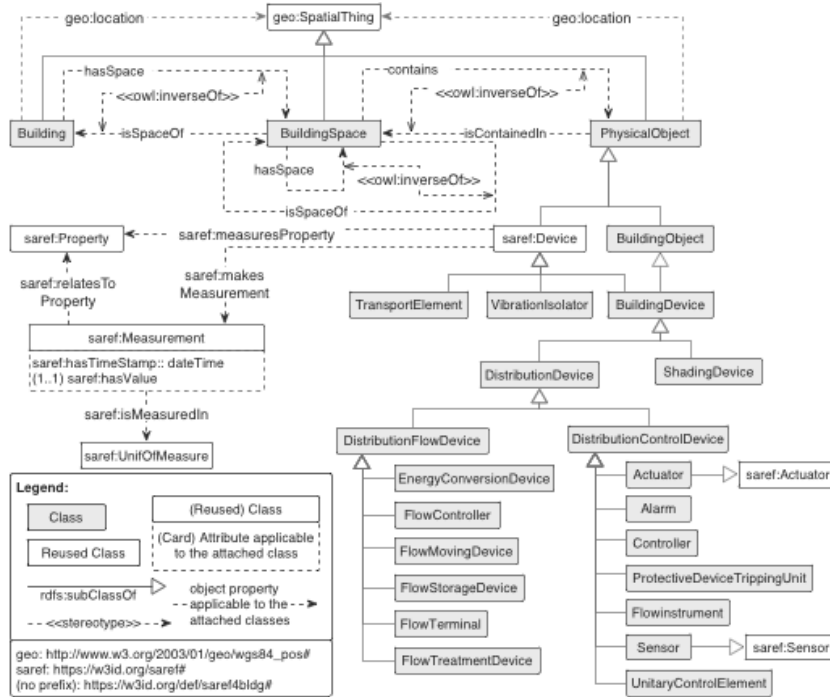 geo:location
geo:SpatialThing
geo:location
hasSpace
contains
<<owl:inverseOf>>
<<owl:inverseOf>>
Building
isSpaceOf
BuildingSpace
isContainedIn
PhysicalObject
hasSpace
<<owl:inverseOf>>
isSpaceOf
saref:Property
saref:measuresProperty
saref:Device
BuildingObject
saref:relatesTo
Property
saref:makes
Measurement
TransportElement
VibrationIsolator
BuildingDevice
saref:Measurement
saref:hasTimeStamp:: dateTime
(1..1) saref:hasValue
DistributionDevice
ShadingDevice
saref:isMeasuredIn
saref:UnifOfMeasure
DistributionFlowDevice
DistributionControlDevice
EnergyConversionDevice
FlowController
FlowMovingDevice
FlowStorageDevice
FlowTerminal
FlowTreatmentDevice
Actuator
saref:Actuator
Alarm
Controller
ProtectiveDeviceTrippingUnit
Flowinstrument
Sensor
saref:Sensor
UnitaryControlElement
Legend:
Class
(Reused) Class
Reused Class
(Card) Attribute applicable
to the attached class
rdfs:subClassOf
object property
applicable to the
attached classes
<<stereotype>>
geo: http://www.w3.org/2003/01/geo/wgs84_pos#
saref: https://w3id.org/saref#
(no prefix): https://w3id.org/def/saref4bldg#